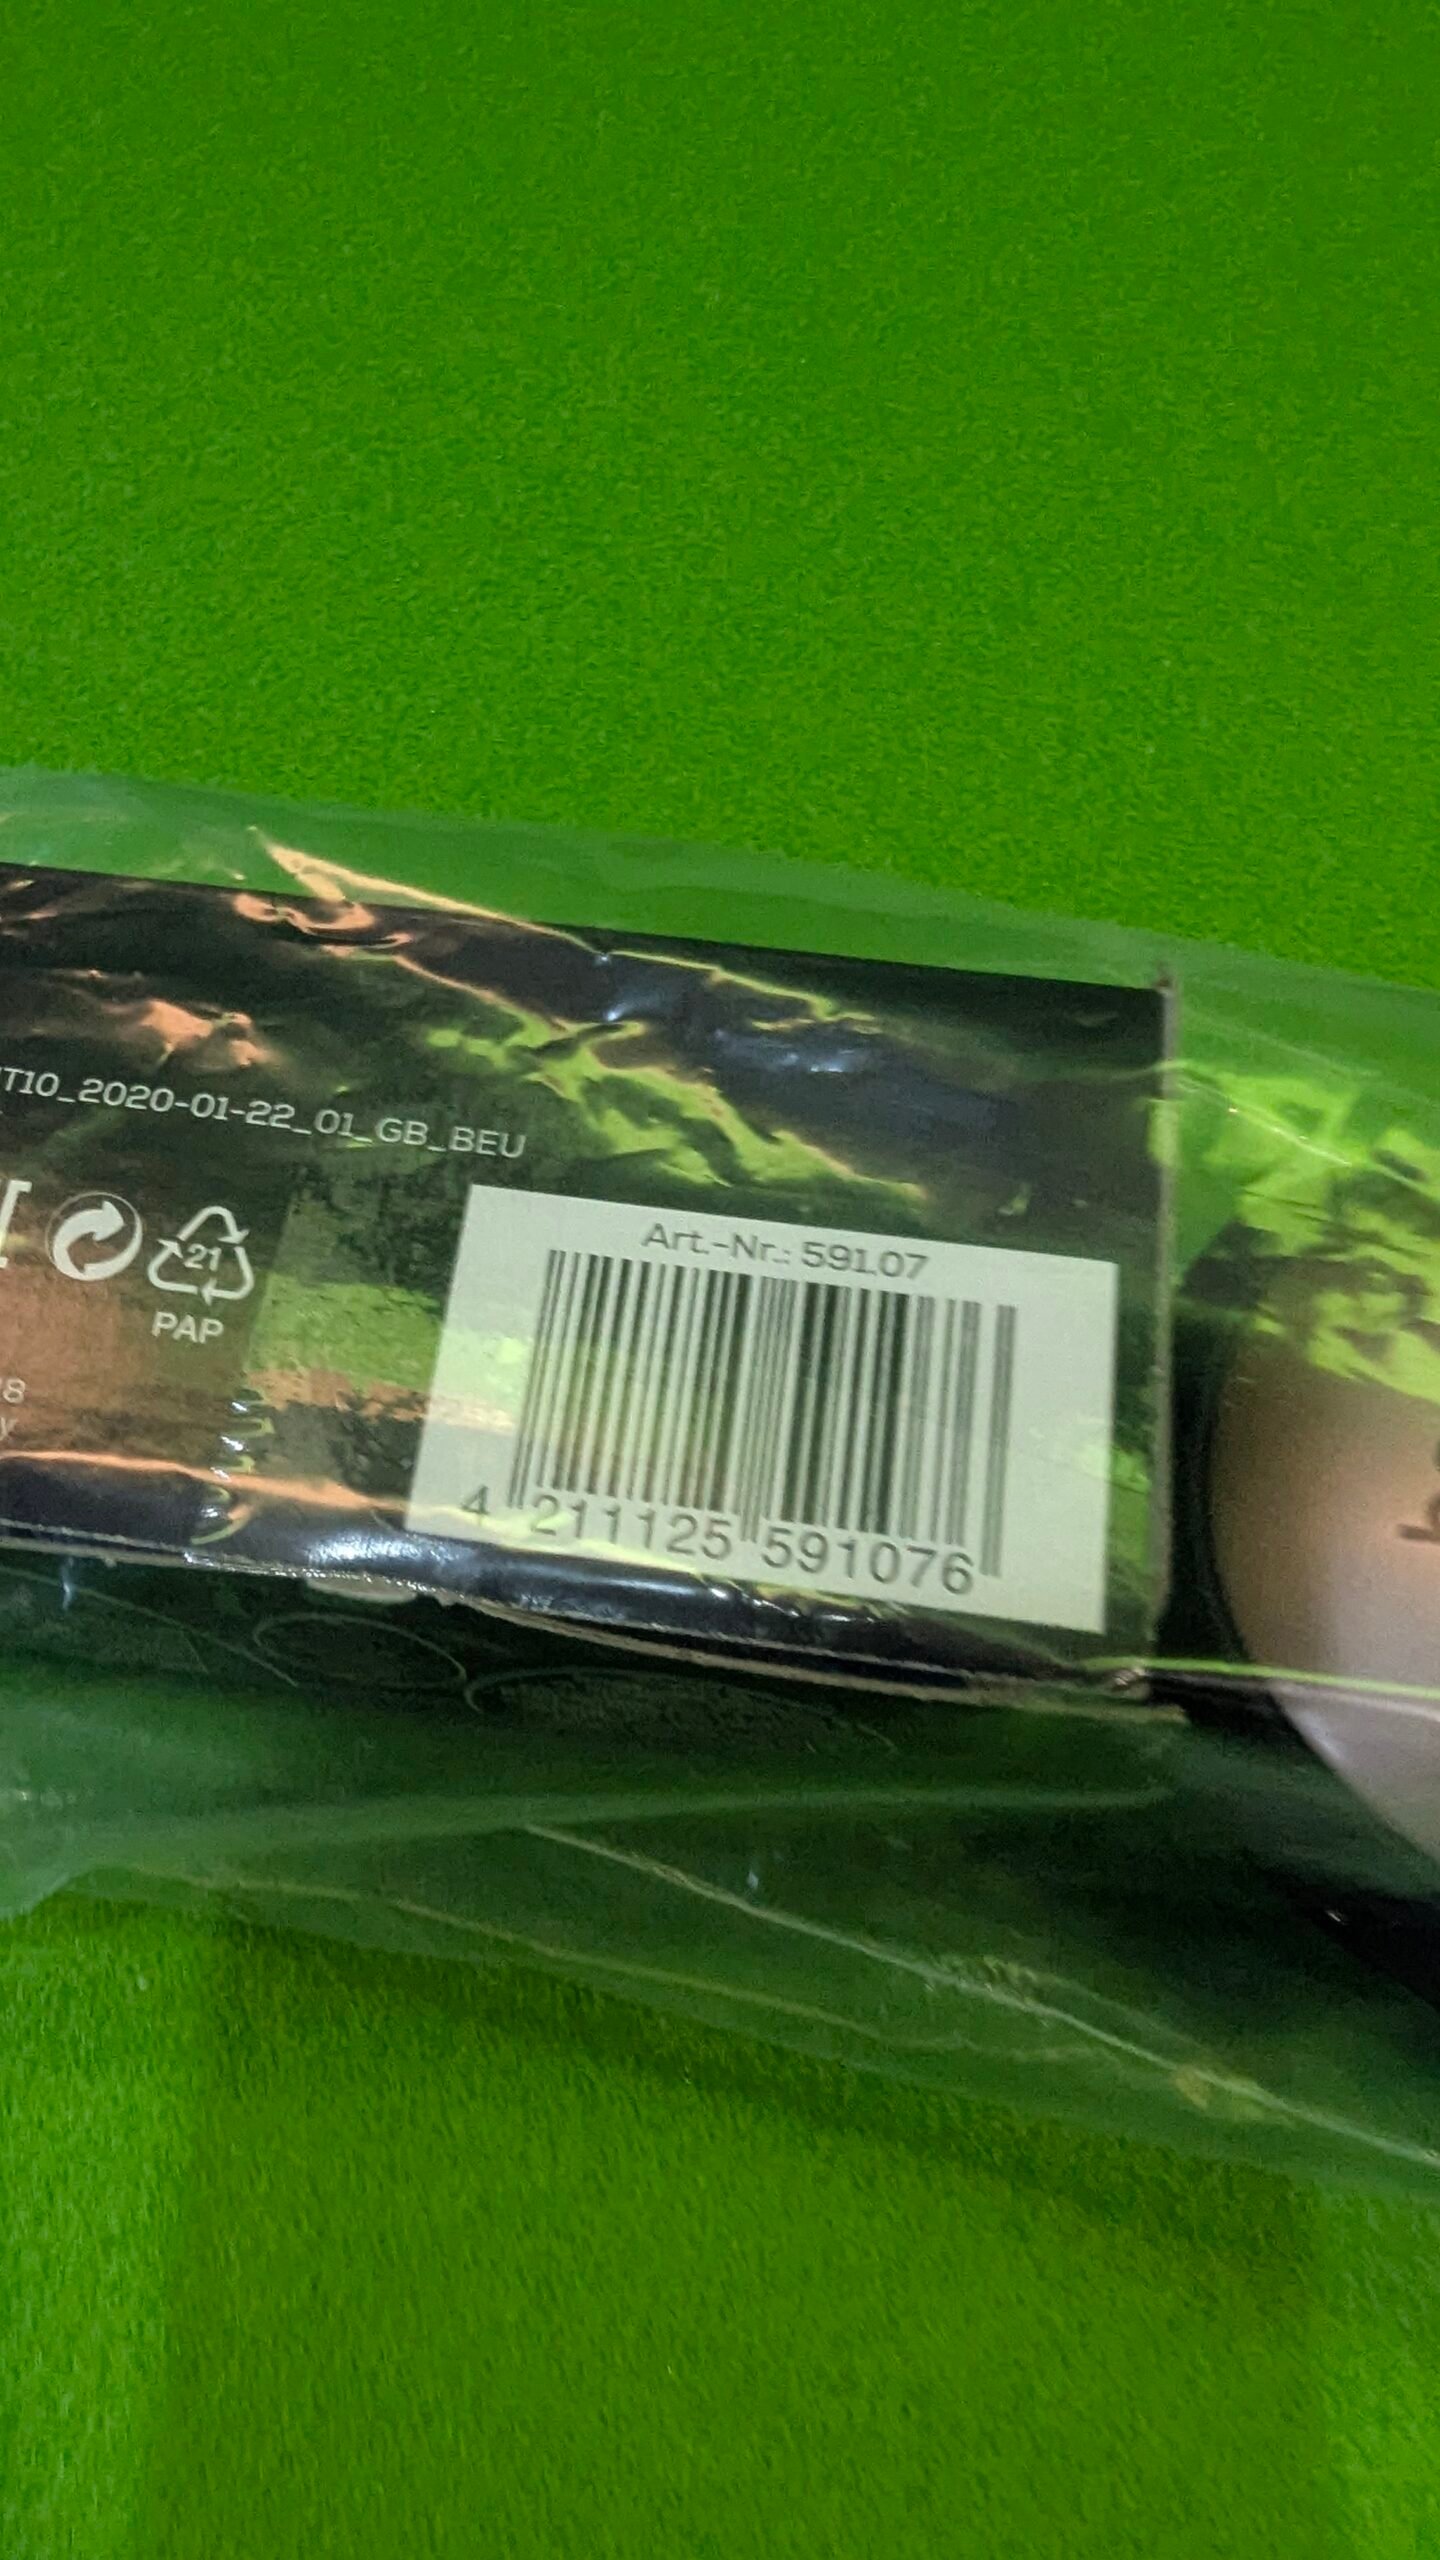 T10_2020-01-22_01_GB_BEU
21
PAP
Art.-Nr.: 591.07
4 211125 591076